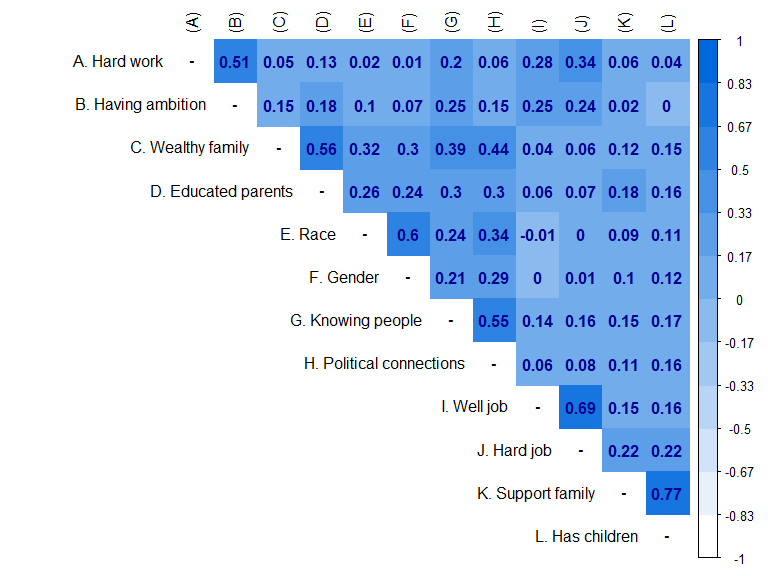 (A) (B) (C) (D) (E) (F) (G) (H) (I) (J) (K) (L)
A. Hard work - 0.51 0.05 0.13 0.02 0.01 0.2 0.06 0.28 0.34 0.06 0.04
B. Having ambition - 0.15 0.18 0.1 0.07 0.25 0.15 0.25 0.24 0.02 0
C. Wealthy family - 0.56 0.32 0.3 0.39 0.44 0.04 0.06 0.12 0.15
D. Educated parents - 0.26 0.24 0.3 0.3 0.06 0.07 0.18 0.16
E. Race - 0.6 0.24 0.34 -0.01 0 0.09 0.11
F. Gender - 0.21 0.29 0 0.01 0.1 0.12
G. Knowing people - 0.55 0.14 0.16 0.15 0.17
H. Political connections - 0.06 0.08 0.11 0.16
I. Well job - 0.69 0.15 0.16
J. Hard job - 0.22 0.22
K. Support family - 0.77
L. Has children -
1
0.83
0.67
0.5
0.33
0.17
0
-0.17
-0.33
-0.5
-0.67
-0.83
-1